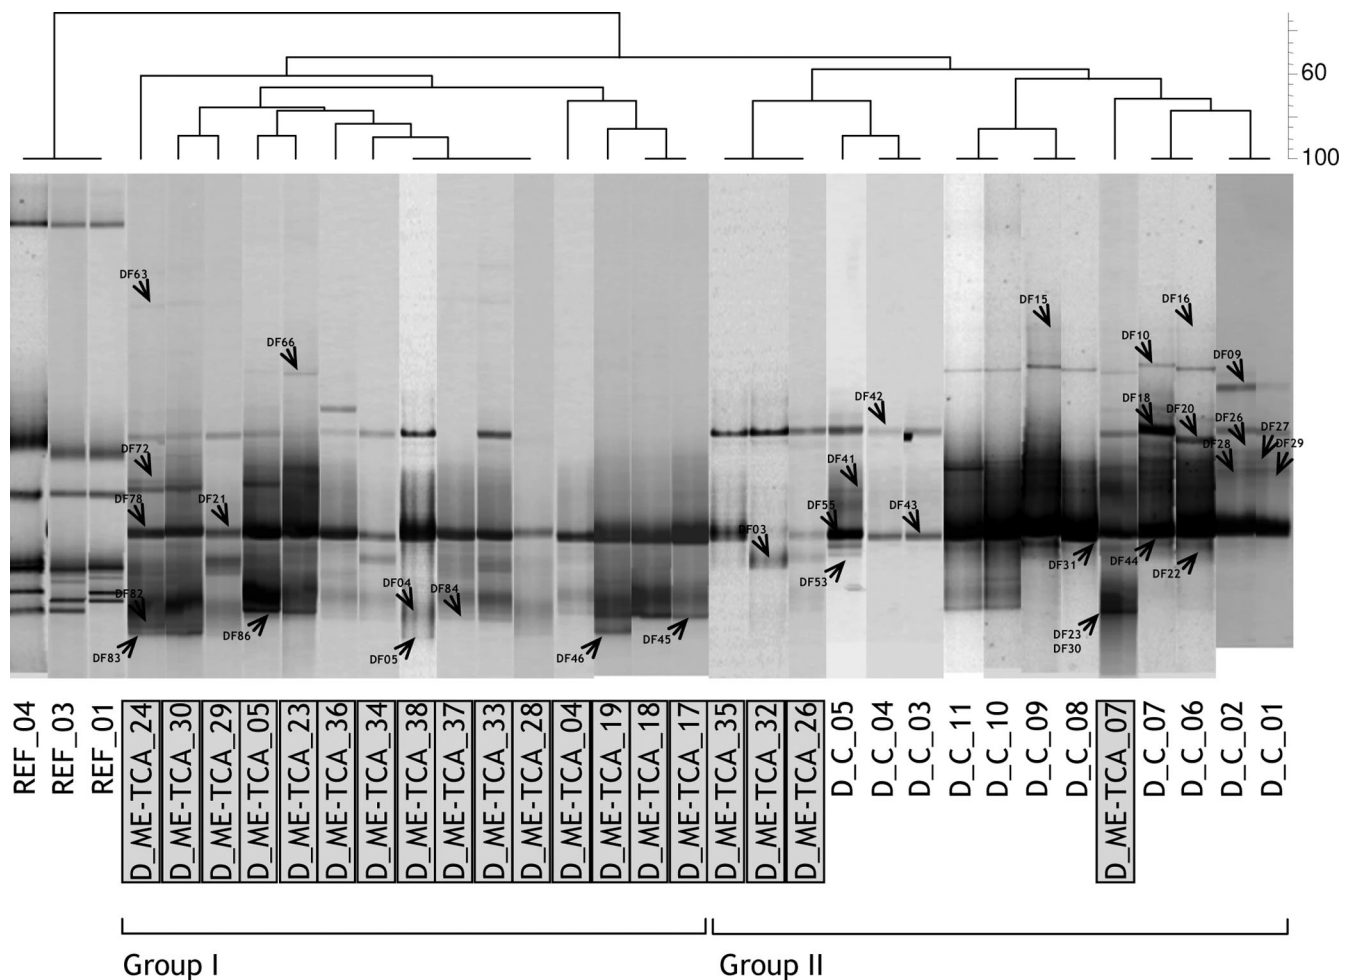 60
100
DF63
DF15
DF16
DF66
DF10
DF09
DF42
DF18
DF20
DF26
DF27
DF72
DF41
DF28
DF29
DF78
DF21
DF55
DF43
DF03
DF31
DF44
DF22
DF53
DF04
DF84
DF82
DF86
DF45
DF23
DF83
DF05
DF46
DF30
REF_04
REF_03
REF_01
D_ME-TCA_24
D_ME-TCA_30
D_ME-TCA_29
D_ME-TCA_05
D_ME-TCA_23
D_ME-TCA_36
D_ME-TCA_34
D_ME-TCA_38
D_ME-TCA_37
D_ME-TCA_33
D_ME-TCA_28
D_ME-TCA_04
D_ME-TCA_19
D_ME-TCA_18
D_ME-TCA_17
D_ME-TCA_35
D_ME-TCA_32
D_ME-TCA_26
D_C_05
D_C_04
D_C_03
D_C_11
D_C_10
D_C_09
D_C_08
D_ME-TCA_07
D_C_07
D_C_06
D_C_02
D_C_01
Group I
Group II